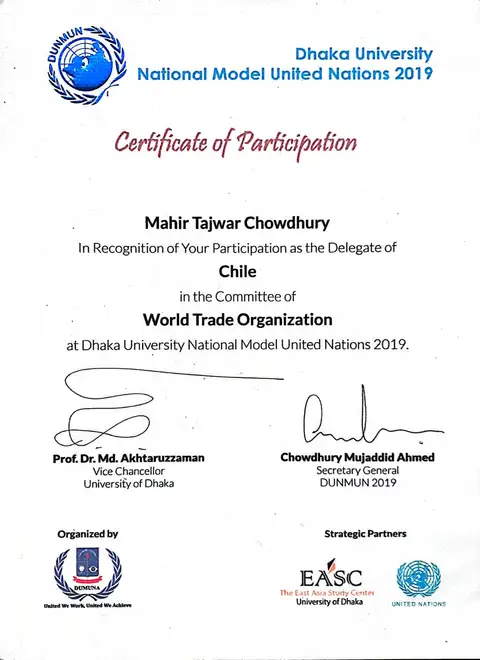 DUNMUN
Dhaka University
National Model United Nations 2019
Certificate of Participation
Mahir Tajwar Chowdhury
In Recognition of Your Participation as the Delegate of
Chile
in the Committee of
World Trade Organization
at Dhaka University National Model United Nations 2019.
Prof. Dr. Md. Akhtaruzzaman
Vice Chancellor
University of Dhaka
Chowdhury Mujaddid Ahmed
Secretary General
DUNMUN 2019
Organized by
DUMUNA
United We Work, United We Achieve
Strategic Partners
EASC
The East Asia Study Center
University of Dhaka
UNITED NATIONS